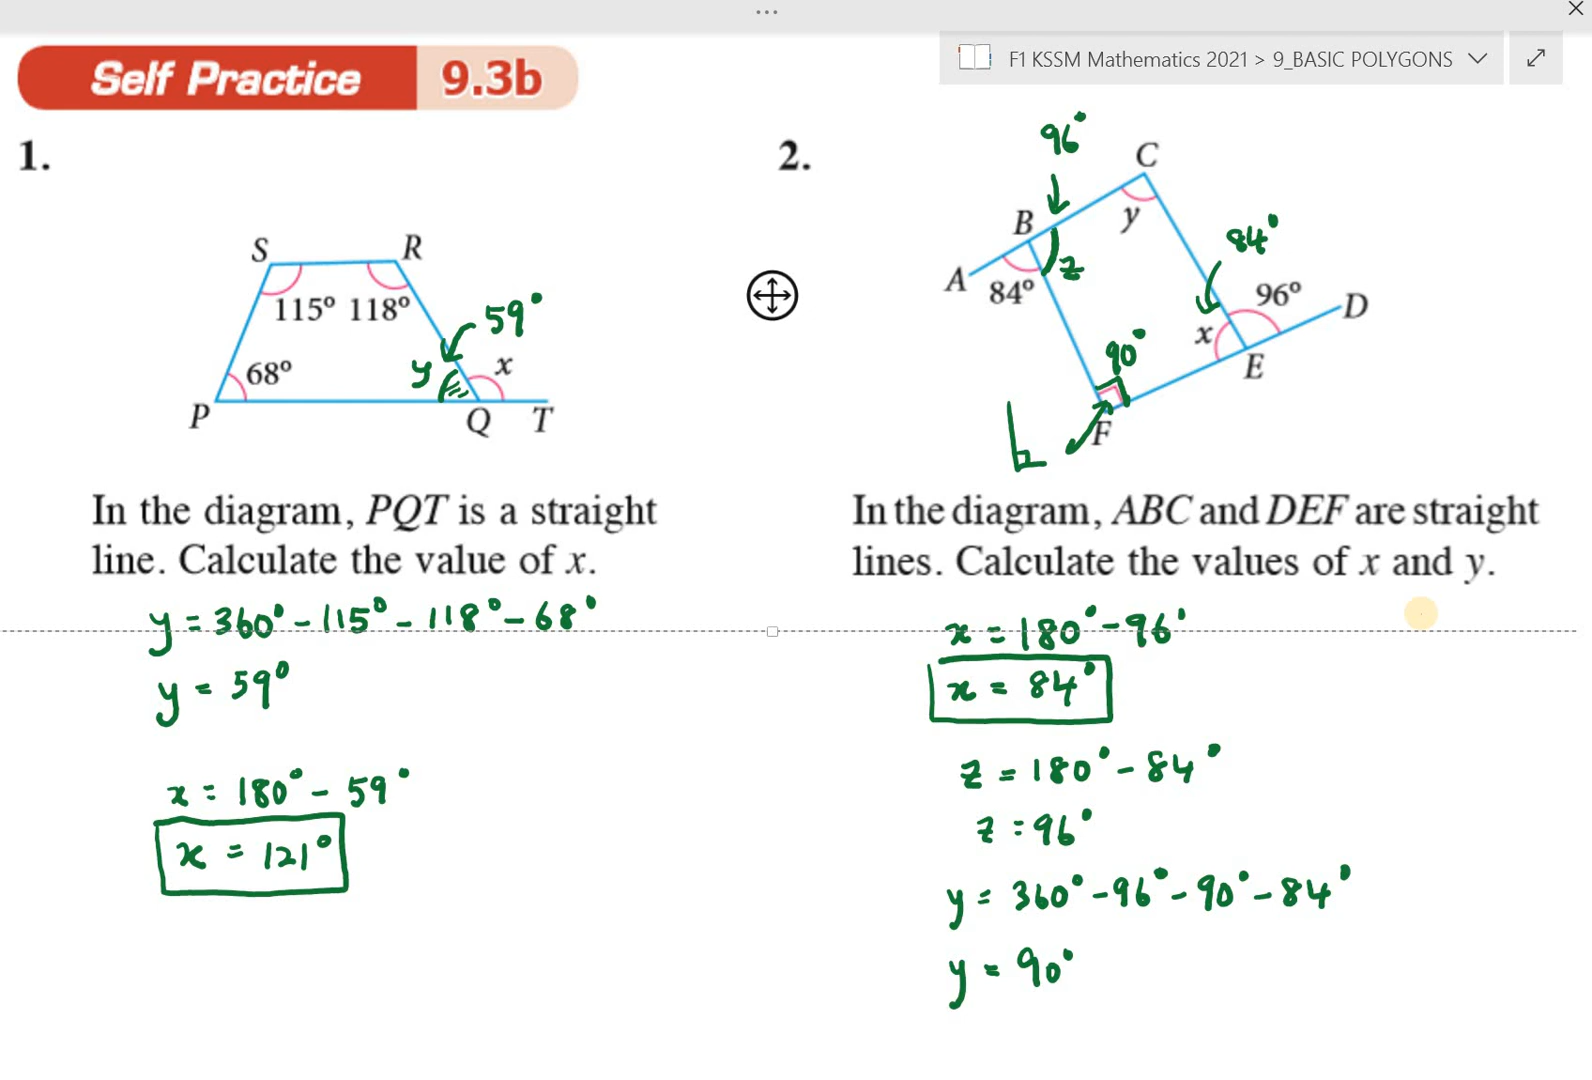 ...
Self Practice 9.3b
F1 KSSM Mathematics 2021 > 9_BASIC POLYGONS
1.
S R
115° 118°
59°
68°
y x
P Q T
In the diagram, PQT is a straight
line. Calculate the value of x.
y = 360° - 115° - 118° - 68°
y = 59°
x = 180° - 59°
x = 121°
2.
96°
C
B y
84°
A 84° z
96° D
90° x
E
F
In the diagram, ABC and DEF are straight
lines. Calculate the values of x and y.
x = 180° - 96°
x = 84°
z = 180° - 84°
z = 96°
y = 360° - 96° - 90° - 84°
y = 90°